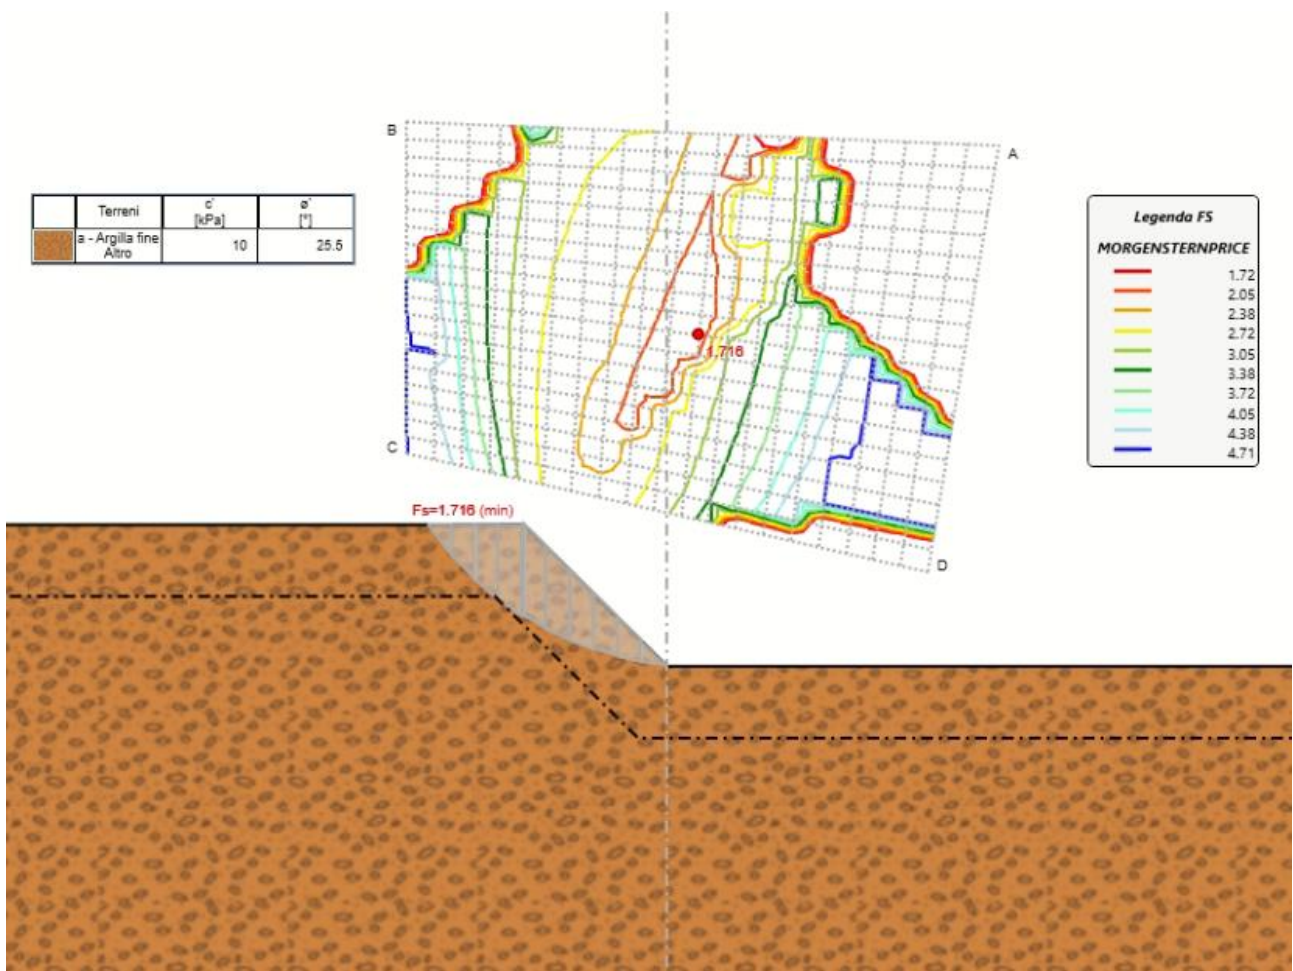 B
A
Terreni c' ø'
[kPa] [°]
a - Argilla fine 10 25.5
Altro
Legenda FS
MORGENSTERNPRICE
1.72
2.05
2.38
2.72
3.05
3.38
3.72
4.05
4.38
4.71
1.716
C
Fs=1.716 (min)
D